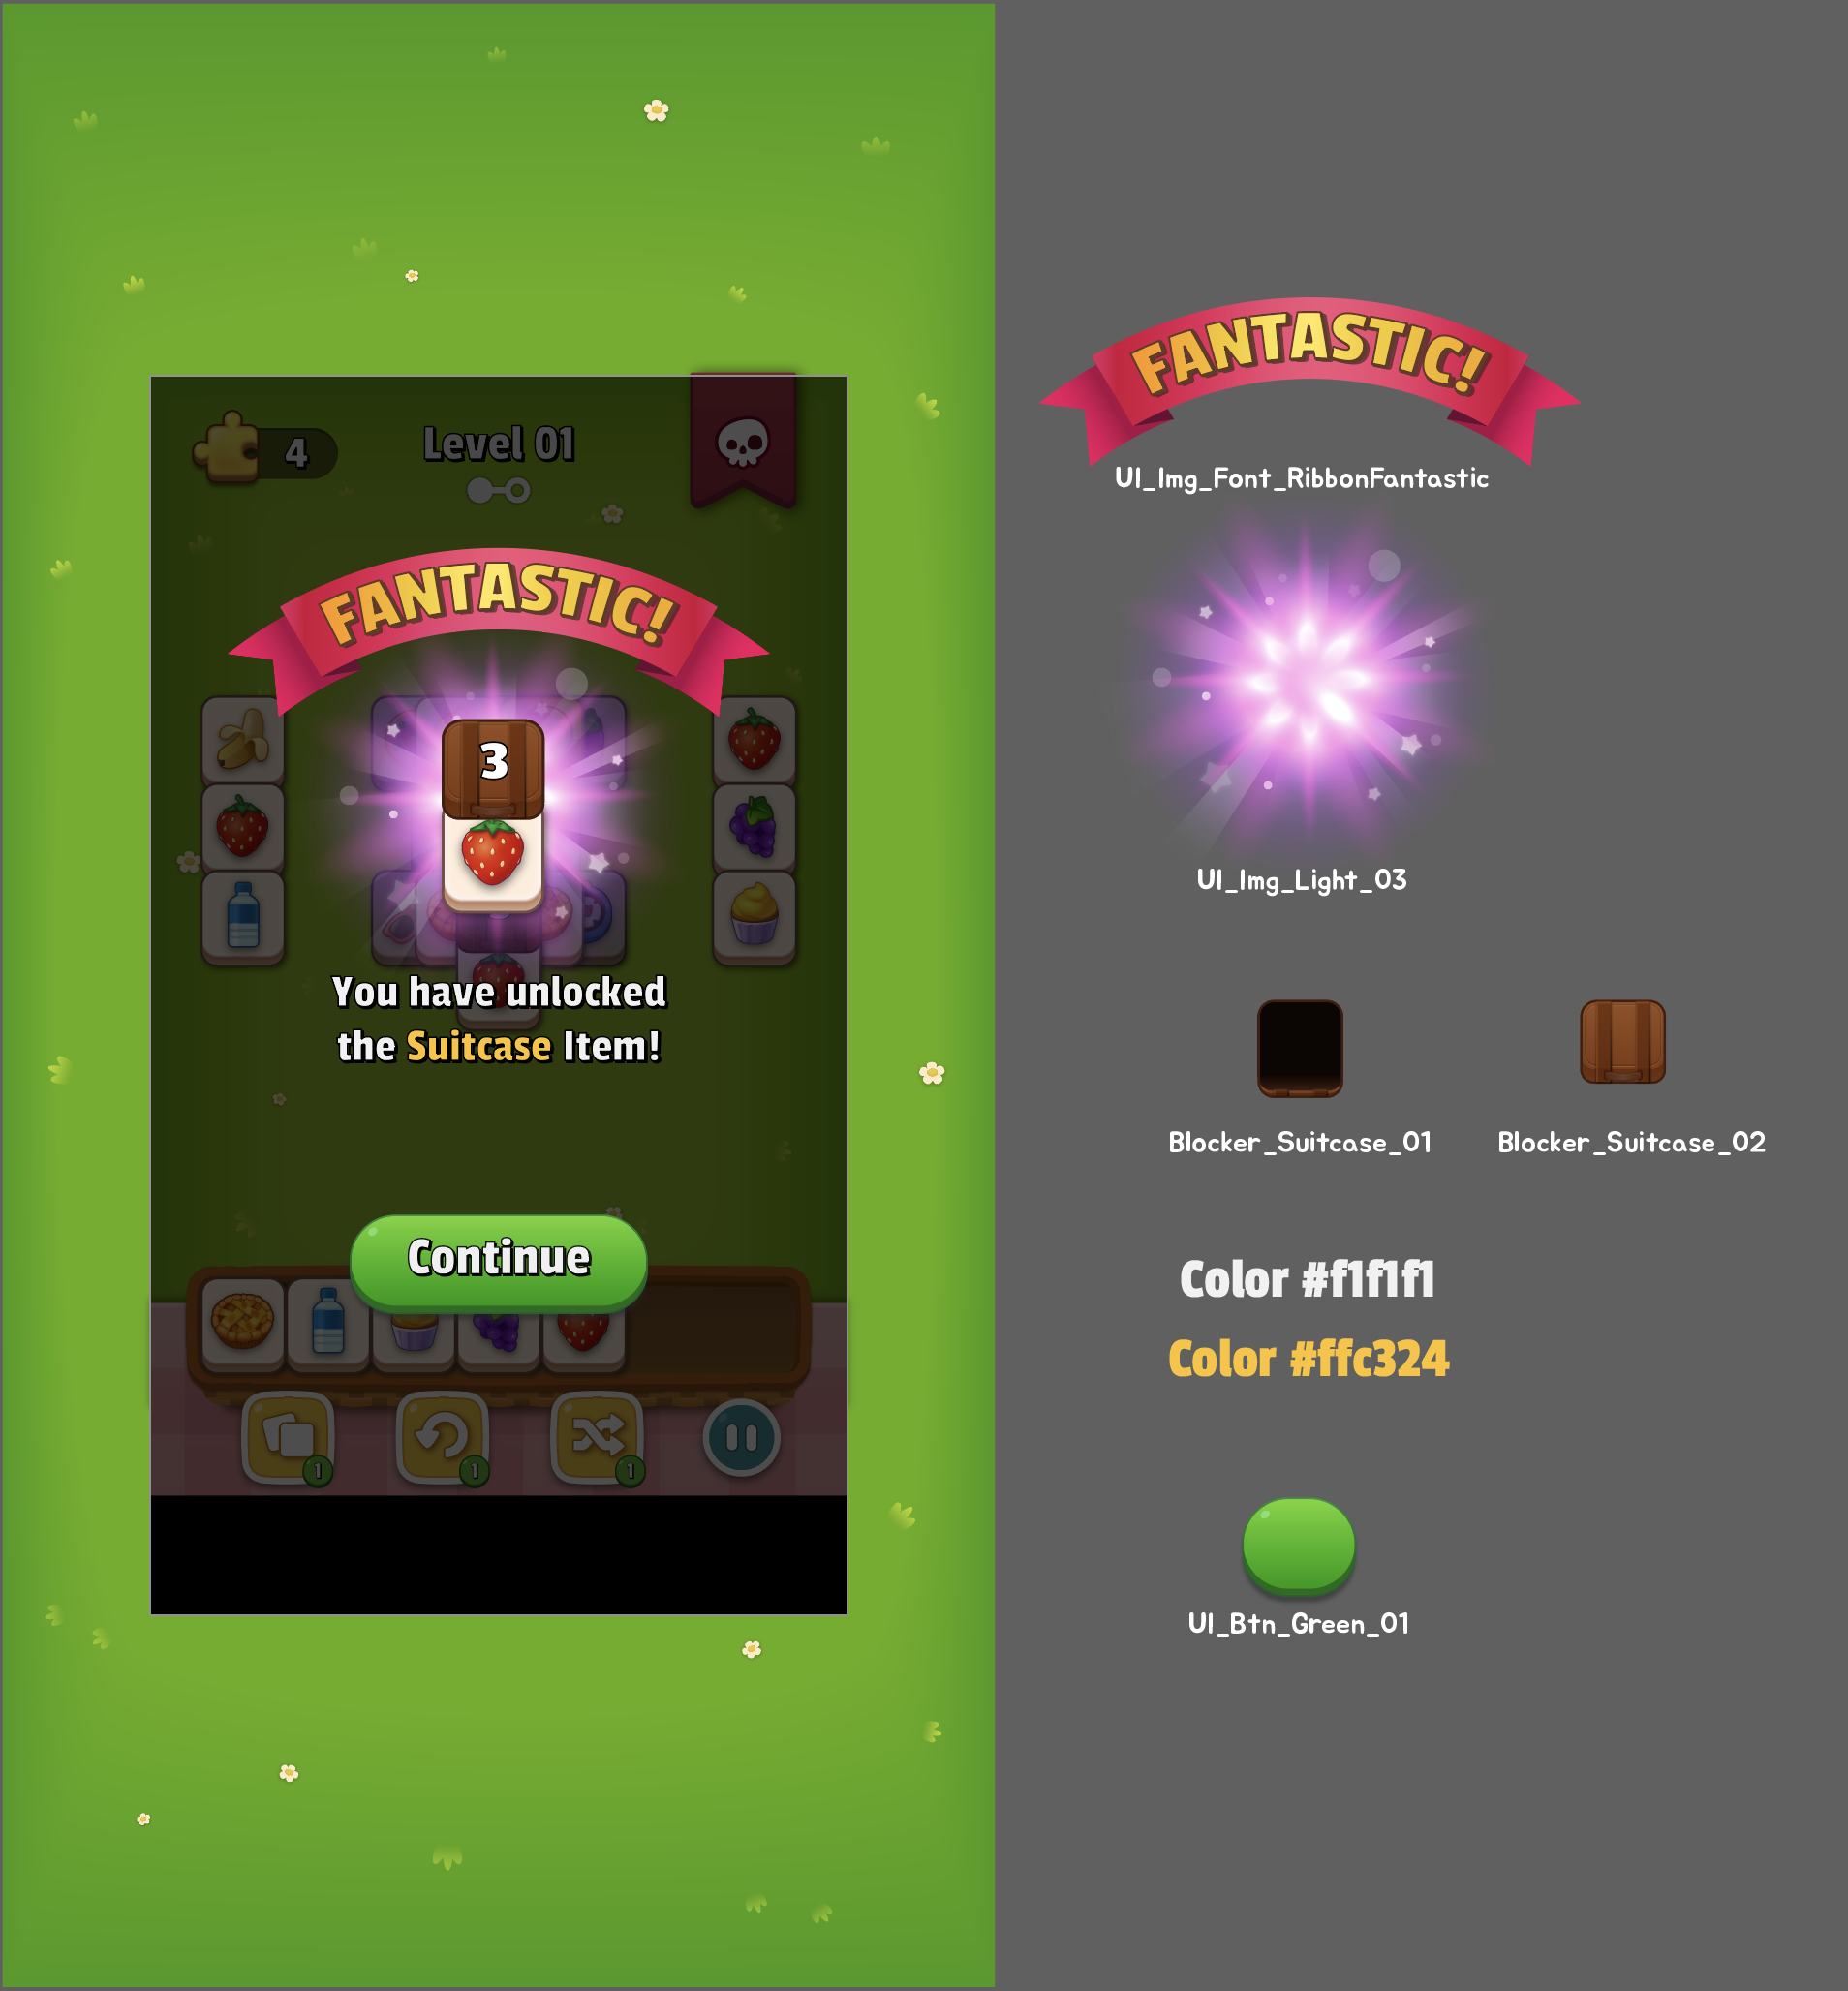 4
Level 01
FANTASTIC!
3
You have unlocked
the Suitcase Item!
Continue
1
1
1
FANTASTIC!
UI_Img_Font_RibbonFantastic
UI_Img_Light_03
Blocker_Suitcase_01
Blocker_Suitcase_02
Color #f1f1f1
Color #ffc324
UI_Btn_Green_01